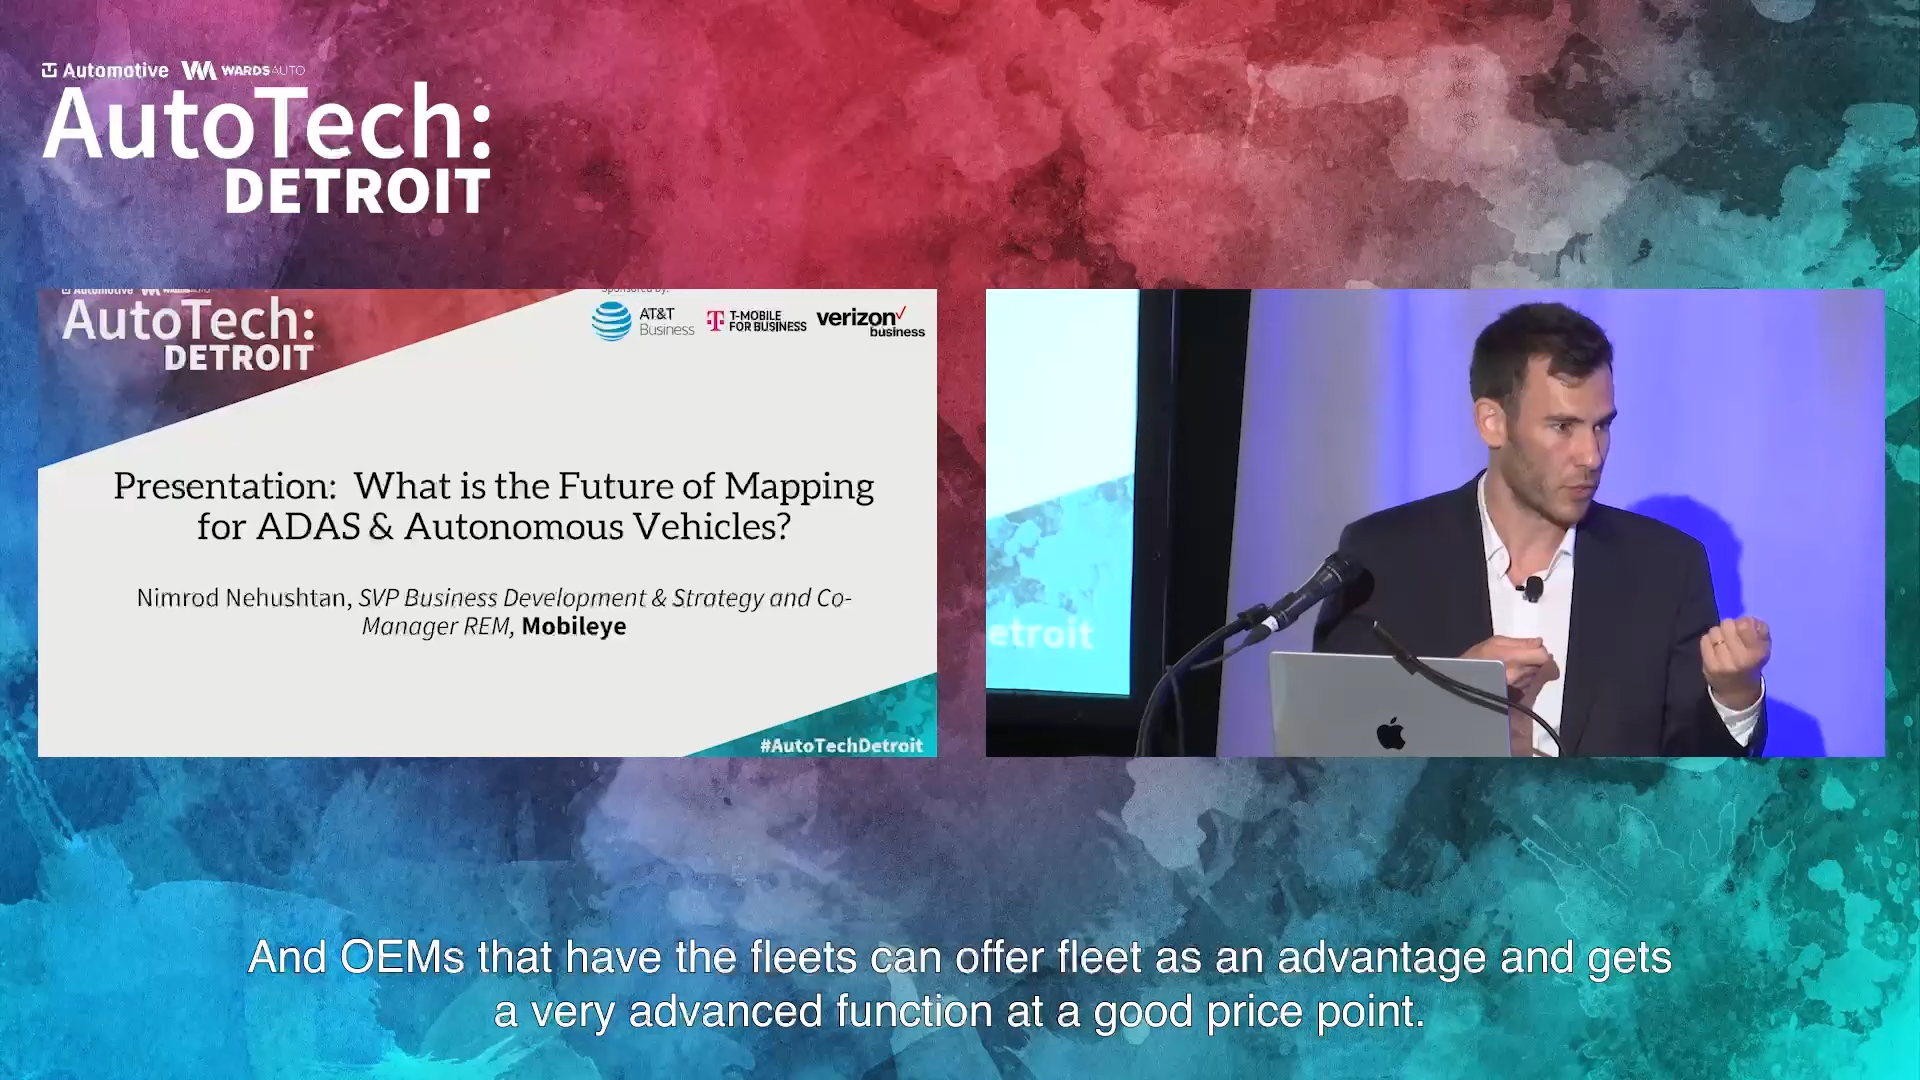 Automotive WARDSAUTO
AutoTech:
DETROIT
Automotive
AutoTech:
DETROIT
Sponsored by:
AT&T
Business
T-MOBILE
FOR BUSINESS
verizon
business
Presentation: What is the Future of Mapping
for ADAS & Autonomous Vehicles?
Nimrod Nehushtan, SVP Business Development & Strategy and Co-
Manager REM, Mobileye
#AutoTechDetroit
etroit
And OEMs that have the fleets can offer fleet as an advantage and gets
a very advanced function at a good price point.